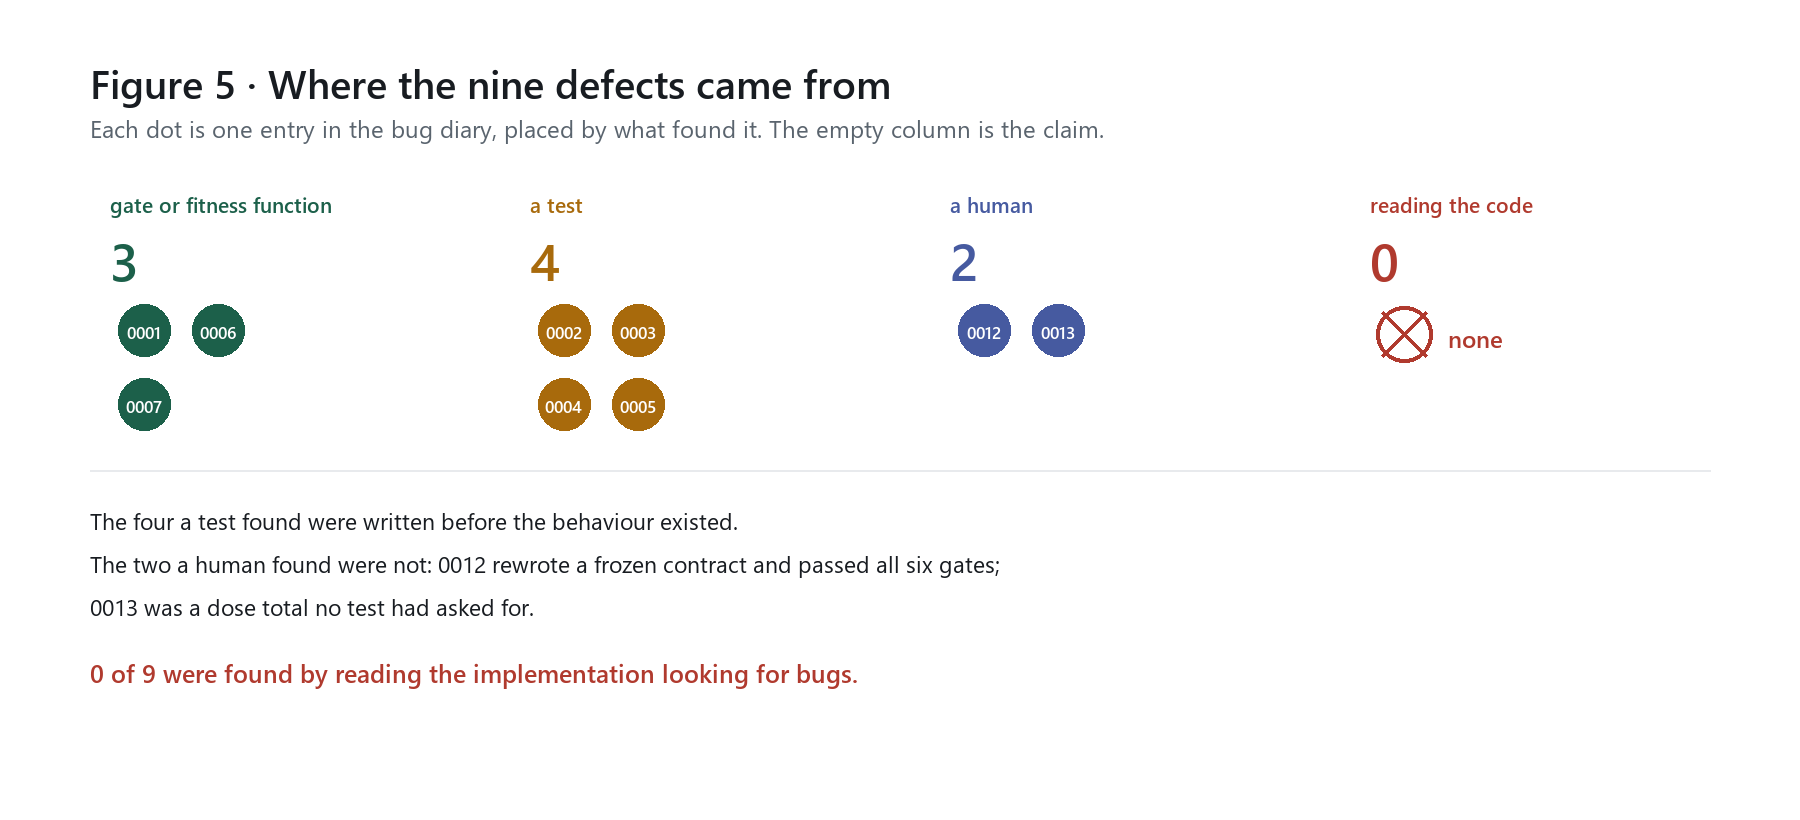 Figure 5 · Where the nine defects came from
Each dot is one entry in the bug diary, placed by what found it. The empty column is the claim.
gate or fitness function
3
0001 0006
0007
a test
4
0002 0003
0004 0005
a human
2
0012 0013
reading the code
0
none
The four a test found were written before the behaviour existed.
The two a human found were not: 0012 rewrote a frozen contract and passed all six gates;
0013 was a dose total no test had asked for.
0 of 9 were found by reading the implementation looking for bugs.